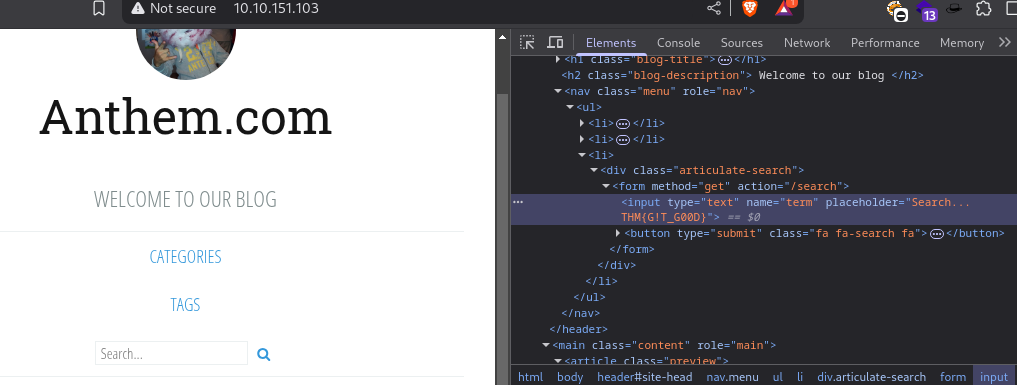 Not secure 10.10.151.103
13
Anthem.com
WELCOME TO OUR BLOG
CATEGORIES
TAGS
Search...
Elements Console Sources Network Performance Memory
<h1 class="blog-title"> </h1>
<h2 class="blog-description"> Welcome to our blog </h2>
<nav class="menu" role="nav">
<ul>
<li> </li>
<li> </li>
<li>
<div class="articulate-search">
<form method="get" action="/search">
<input type="text" name="term" placeholder="Search...
THM{G!T_G00D}"> == $0
<button type="submit" class="fa fa-search fa"> </button>
</form>
</div>
</li>
</ul>
</nav>
</header>
<main class="content" role="main">
<article class="preview">
html body header#site-head nav.menu ul li div.articulate-search form input